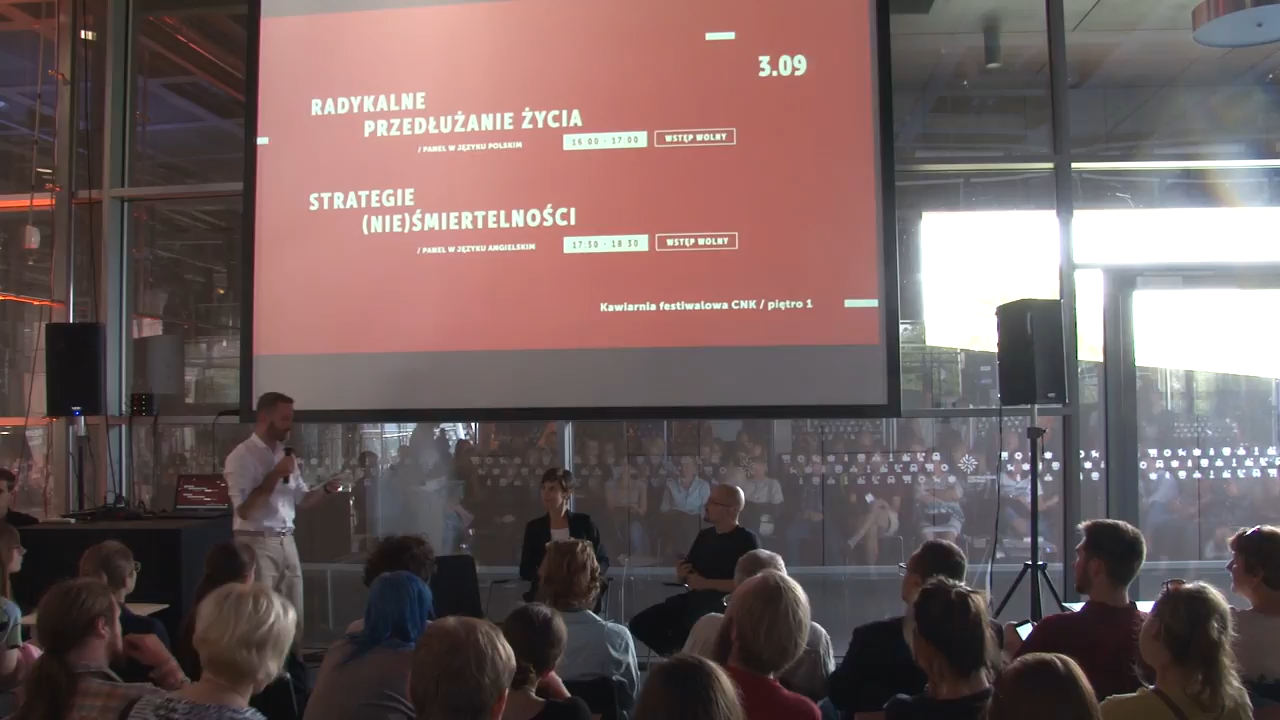 3.09
RADYKALNE
PRZEDŁUŻANIE ŻYCIA
/ PANEL W JĘZYKU POLSKIM
16:00 - 17:00
WSTĘP WOLNY
STRATEGIE
(NIE)ŚMIERTELNOŚCI
/ PANEL W JĘZYKU ANGIELSKIM
17:30 - 18:30
WSTĘP WOLNY
Kawiarnia festiwalowa CNK / piętro 1